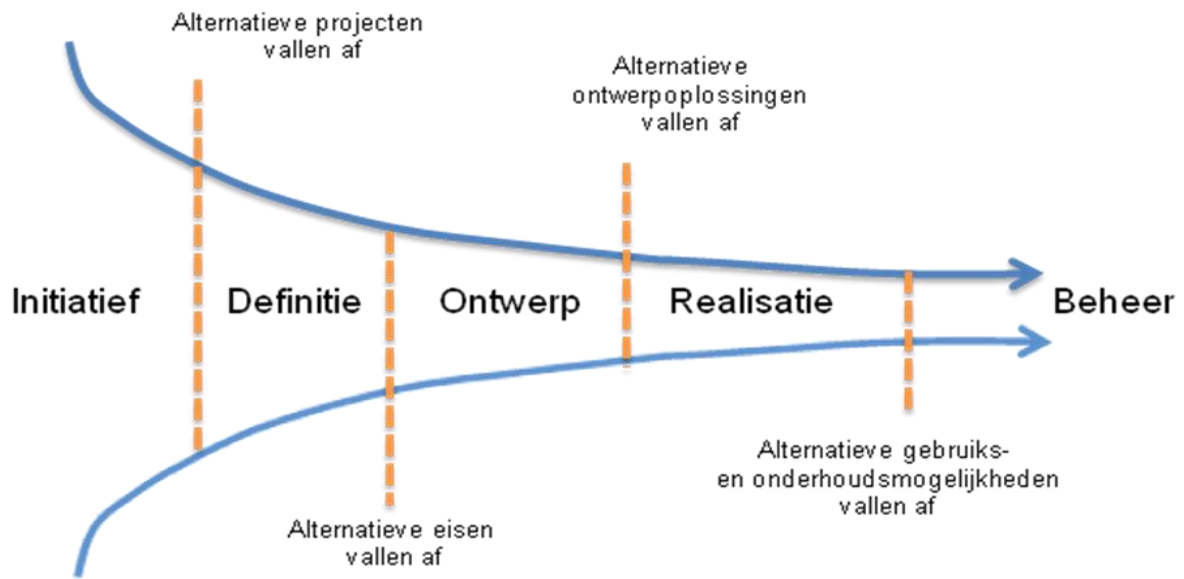 Alternatieve projecten
vallen af
Alternatieve
ontwerpoplossingen
vallen af
Initiatief
Definitie
Ontwerp
Realisatie
Beheer
Alternatieve gebruiks-
en onderhoudsmogelijkheden
vallen af
Alternatieve eisen
vallen af